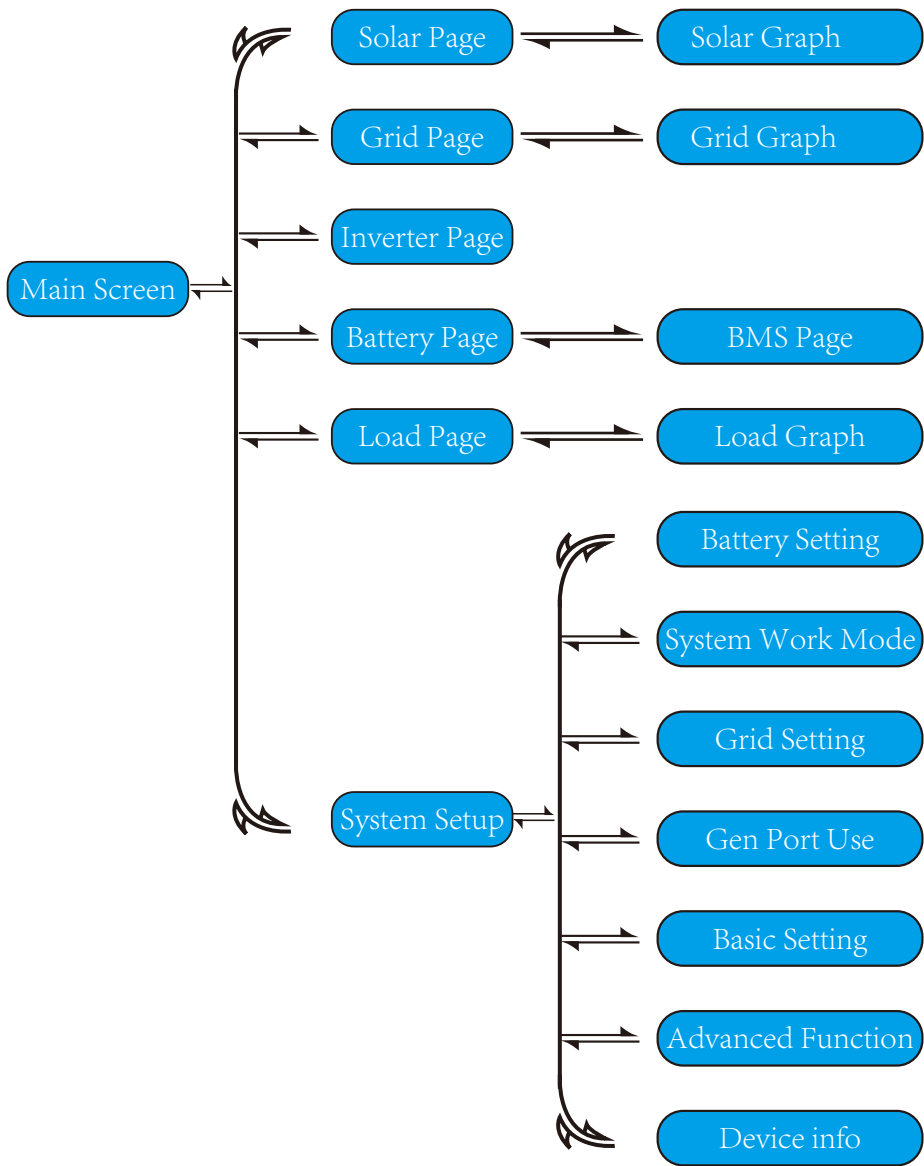 Solar Page
Solar Graph
Grid Page
Grid Graph
Inverter Page
Main Screen
Battery Page
BMS Page
Load Page
Load Graph
Battery Setting
System Work Mode
Grid Setting
System Setup
Gen Port Use
Basic Setting
Advanced Function
Device info